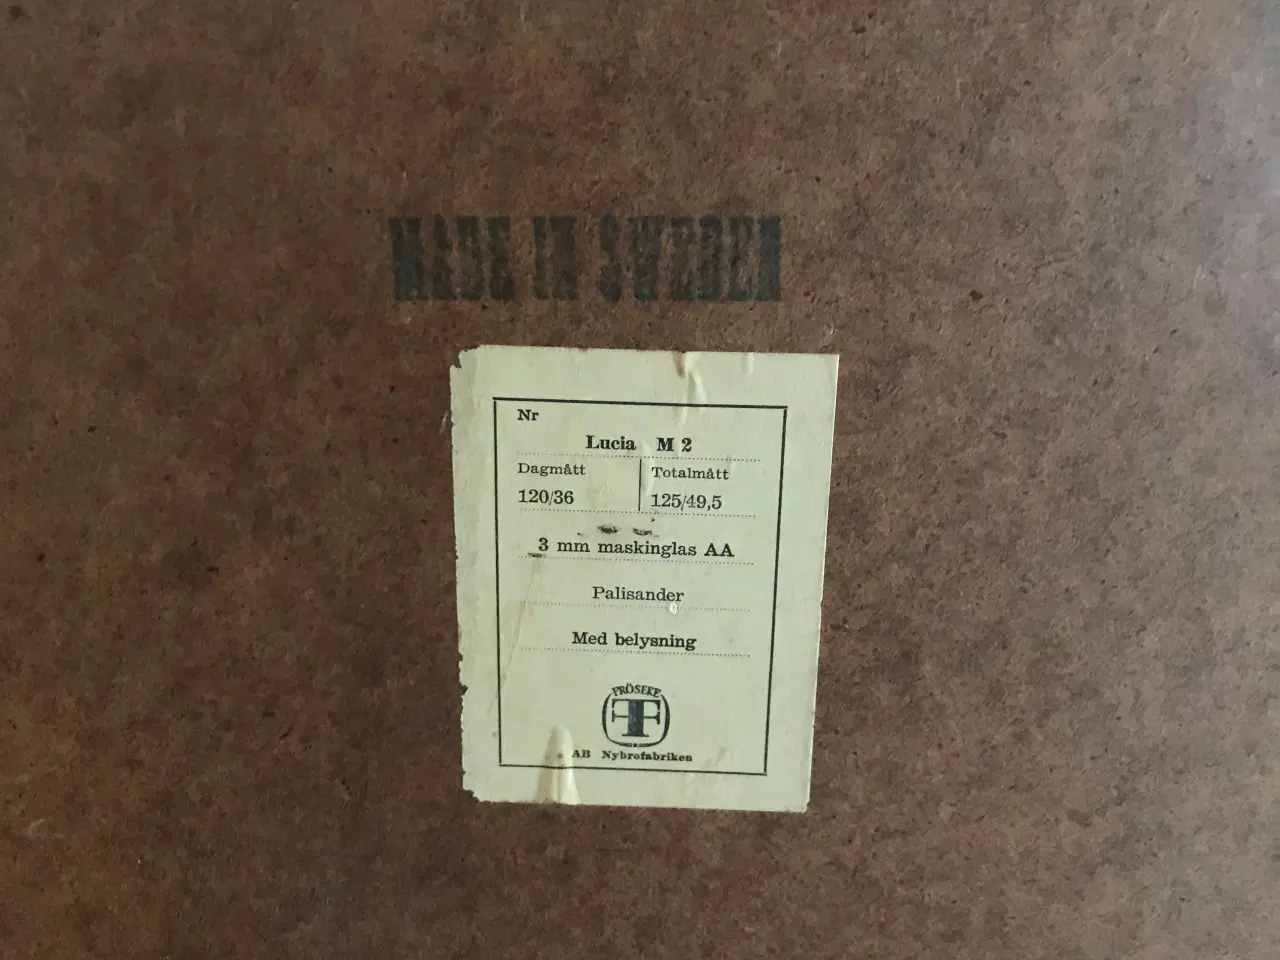 MADE IN SWEDEN
Nr
Lucia M 2
Dagmått Totalmått
120/36 125/49,5
3 mm maskinglas AA
Palisander
Med belysning
FRÖSEKE
F
AB Nybrofabriken